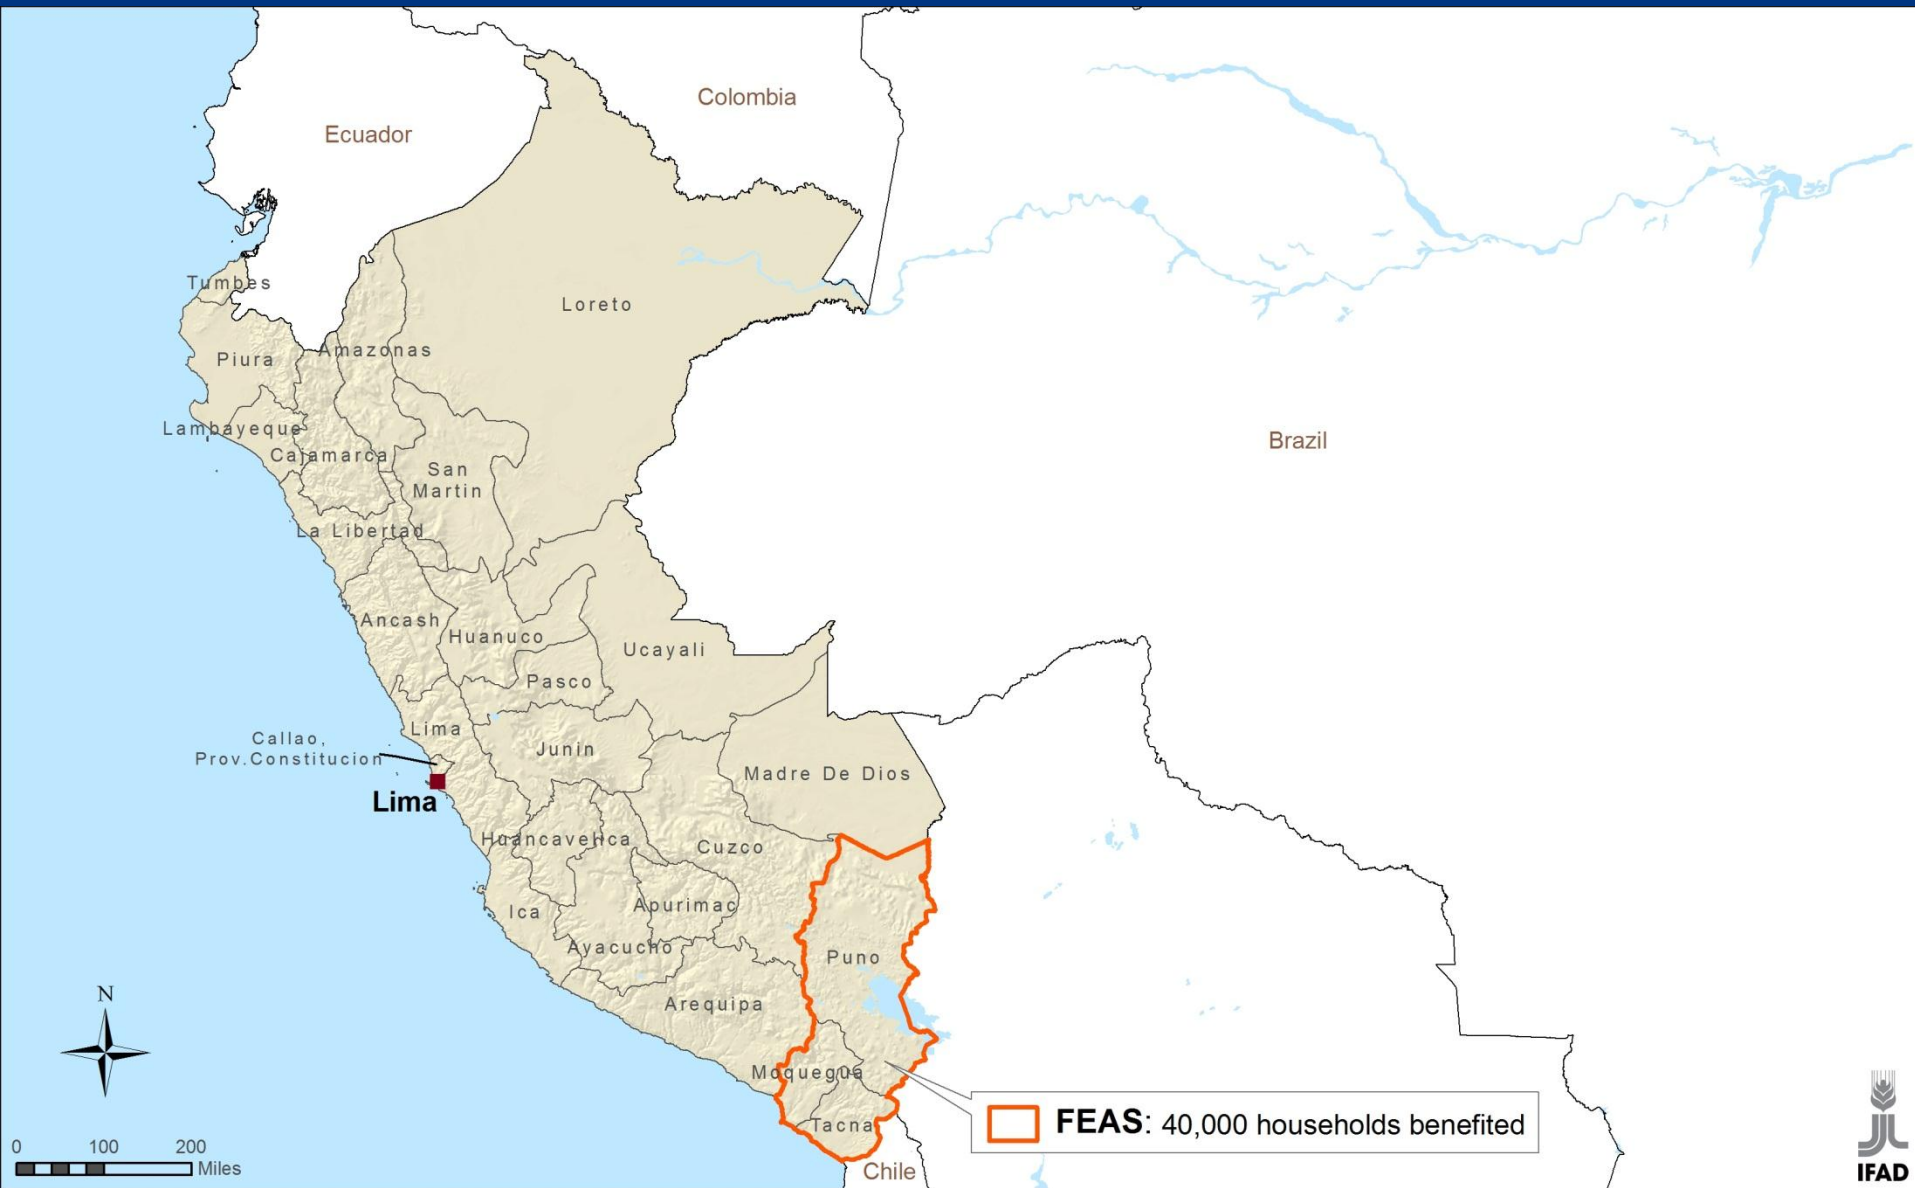 Colombia
Ecuador
Tumbes
Loreto
Piura
Amazonas
Lambayeque
Cajamarca
San
Martin
Brazil
La Libertad
Ancash
Huanuco
Ucayali
Pasco
Lima
Callao,
Prov.Constitucion
Junin
Madre De Dios
Lima
Huancavelica
Cuzco
Apurimac
Ica
Ayacucho
Puno
Arequipa
N
Moquegua
FEAS: 40,000 households benefited
Tacna
0 100 200
Miles
Chile
IFAD